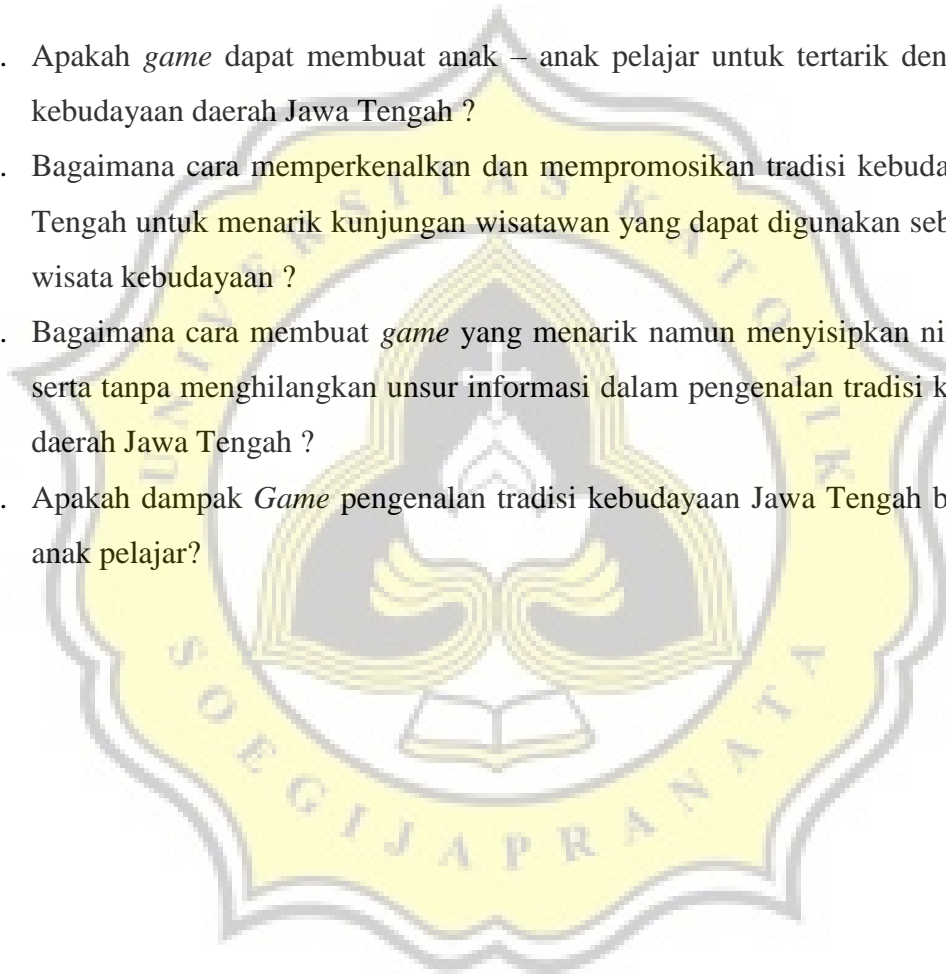 . Apakah game dapat membuat anak – anak pelajar untuk tertarik den
kebudayaan daerah Jawa Tengah ?
. Bagaimana cara memperkenalkan dan mempromosikan tradisi kebuda
Tengah untuk menarik kunjungan wisatawan yang dapat digunakan seb
wisata kebudayaan ?
. Bagaimana cara membuat game yang menarik namun menyisipkan ni
serta tanpa menghilangkan unsur informasi dalam pengenalan tradisi k
daerah Jawa Tengah ?
. Apakah dampak Game pengenalan tradisi kebudayaan Jawa Tengah b
anak pelajar?
UNIVERSITAS KATOLIK
SOEGIJAPRANATA